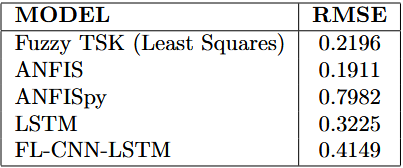 MODEL RMSE
Fuzzy TSK (Least Squares) 0.2196
ANFIS 0.1911
ANFISpy 0.7982
LSTM 0.3225
FL-CNN-LSTM 0.4149